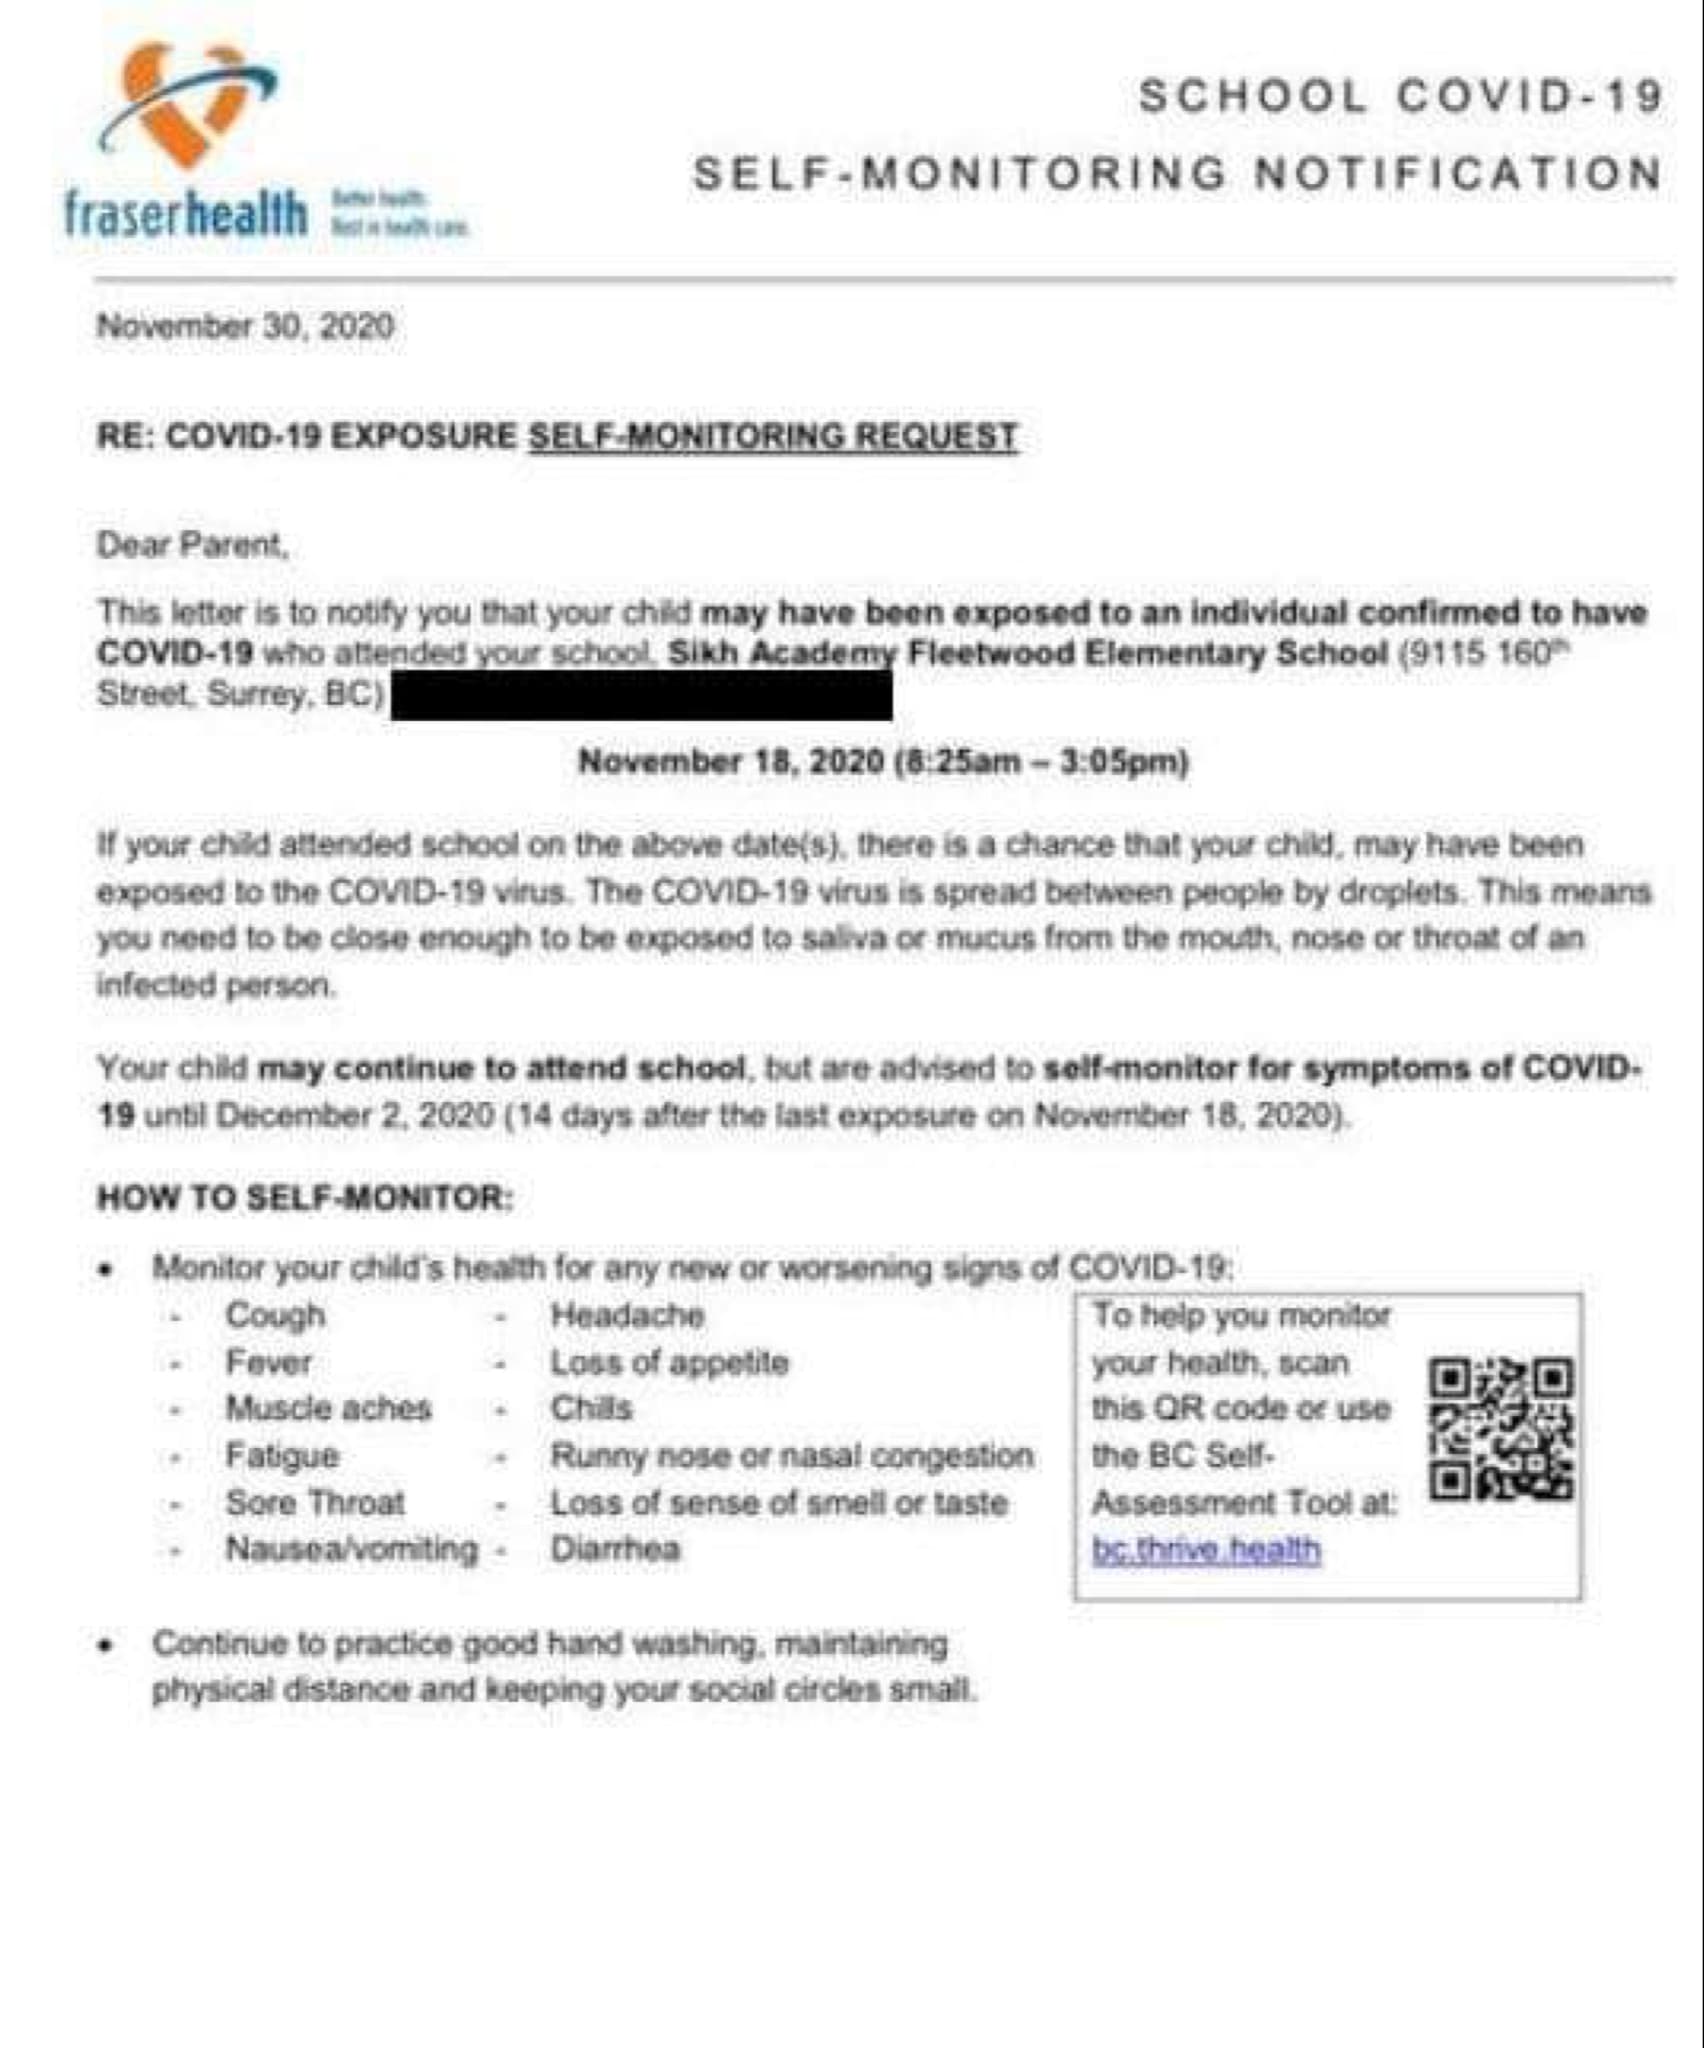 SCHOOL COVID-19
SELF-MONITORING NOTIFICATION
fraserhealth
Better health.
Best in health care.
November 30, 2020
RE: COVID-19 EXPOSURE SELF-MONITORING REQUEST
Dear Parent,
This letter is to notify you that your child may have been exposed to an individual confirmed to have
COVID-19 who attended your school, Sikh Academy Fleetwood Elementary School (9115 160th
Street, Surrey, BC)
November 18, 2020 (8:25am – 3:05pm)
If your child attended school on the above date(s), there is a chance that your child, may have been
exposed to the COVID-19 virus. The COVID-19 virus is spread between people by droplets. This means
you need to be close enough to be exposed to saliva or mucus from the mouth, nose or throat of an
infected person.
Your child may continue to attend school, but are advised to self-monitor for symptoms of COVID-
19 until December 2, 2020 (14 days after the last exposure on November 18, 2020).
HOW TO SELF-MONITOR:
• Monitor your child's health for any new or worsening signs of COVID-19:
- Cough
- Fever
- Muscle aches
- Fatigue
- Sore Throat
- Nausea/vomiting
- Headache
- Loss of appetite
- Chills
- Runny nose or nasal congestion
- Loss of sense of smell or taste
- Diarrhea
To help you monitor
your health, scan
this QR code or use
the BC Self-
Assessment Tool at:
bc.thrive.health
• Continue to practice good hand washing, maintaining
physical distance and keeping your social circles small.